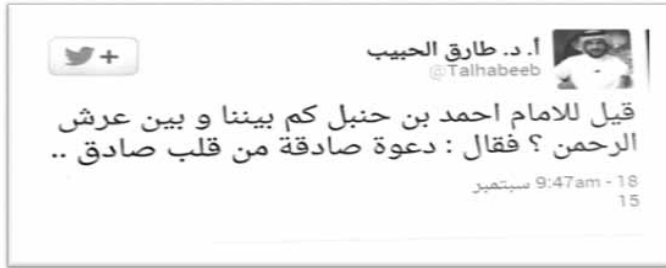 أ. د. طارق الحبيب
@Talhabeeb
قيل للامام احمد بن حنبل كم بيننا و بين عرش
الرحمن ؟ فقال : دعوة صادقة من قلب صادق ..
9:47am - 18 سبتمبر
15